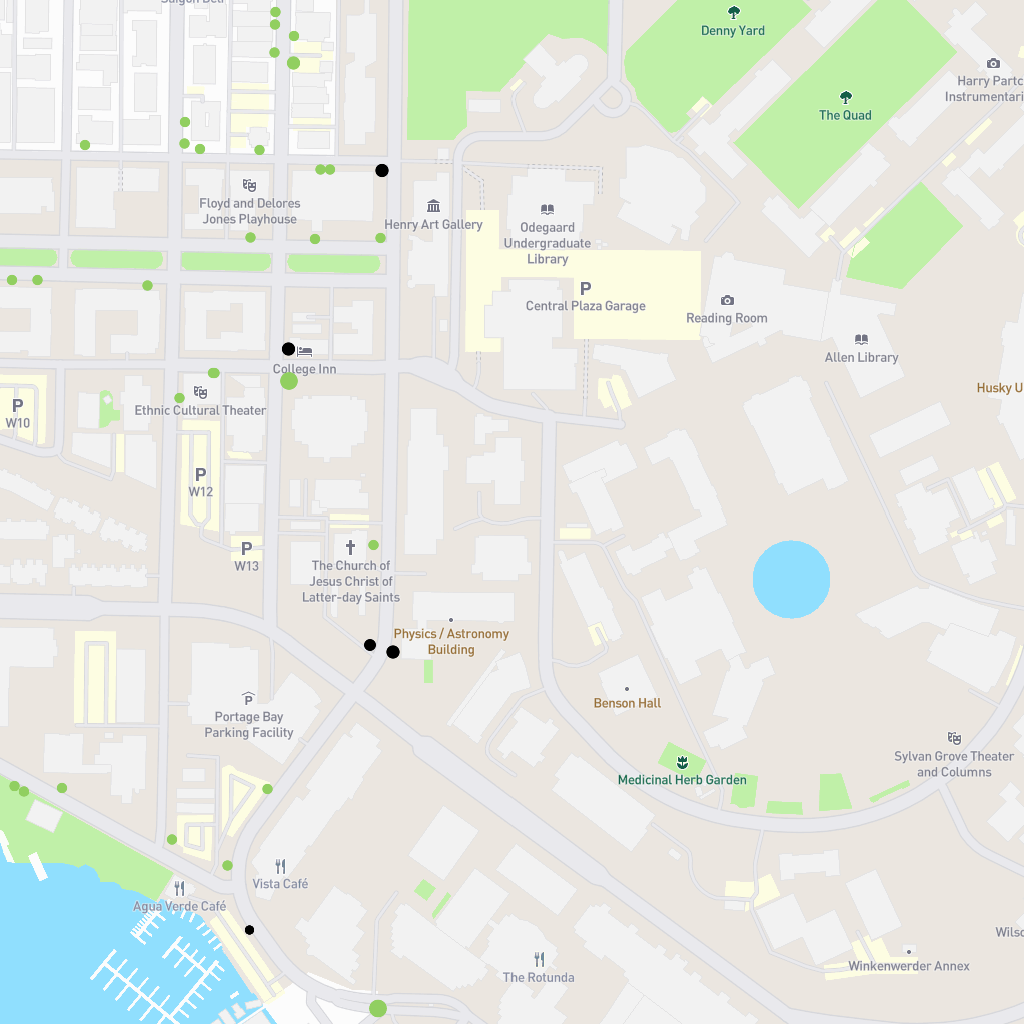 Saigon Deli
Denny Yard
The Quad
Harry Partc
Instrumentari
Floyd and Delores
Jones Playhouse
Henry Art Gallery
Odegaard
Undergraduate
Library
P
Central Plaza Garage
Reading Room
Allen Library
College Inn
Husky U
Ethnic Cultural Theater
P
W10
P
W12
P
W13
The Church of
Jesus Christ of
Latter-day Saints
Physics / Astronomy
Building
Benson Hall
P
Portage Bay
Parking Facility
Medicinal Herb Garden
Sylvan Grove Theater
and Columns
Vista Café
Agua Verde Café
Wilso
The Rotunda
Winkenwerder Annex